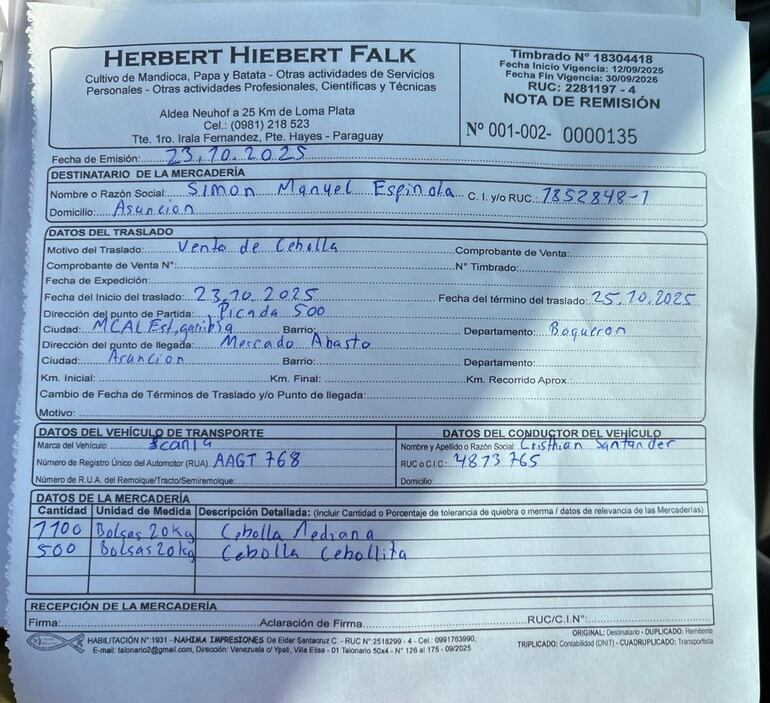 HERBERT HIEBERT FALK
Cultivo de Mandioca, Papa y Batata - Otras actividades de Servicios
Personales - Otras actividades Profesionales, Científicas y Técnicas
Aldea Neuhof a 25 Km de Loma Plata
Cel.: (0981) 218 523
Tte. 1ro. Irala Fernandez, Pte. Hayes - Paraguay
Timbrado N° 18304418
Fecha Inicio Vigencia: 12/09/2025
Fecha Fin Vigencia: 30/09/2026
RUC: 2281197 - 4
NOTA DE REMISIÓN
N° 001-002- 0000135
Fecha de Emisión: 23.10.2025
DESTINATARIO DE LA MERCADERÍA
Nombre o Razón Social: Simon Manuel Espinola C. I. y/o RUC.: 1852848-1
Domicilio: Asuncion
DATOS DEL TRASLADO
Motivo del Traslado: Venta de Cebolla Comprobante de Venta:
Comprobante de Venta N°: N° Timbrado:
Fecha de Expedición:
Fecha del Inicio del traslado: 23.10.2025 Fecha del término del traslado: 25.10.2025
Dirección del punto de Partida: Picada 500
Ciudad: MCAL Estigarribia Barrio: Departamento: Boqueron
Dirección del punto de llegada: Mercado Abasto
Ciudad: Asuncion Barrio: Departamento:
Km. Inicial: Km. Final: Km. Recorrido Aprox.:
Cambio de Fecha de Términos de Traslado y/o Punto de llegada:
Motivo:
DATOS DEL VEHÍCULO DE TRANSPORTE
Marca del Vehículo: Scania
Número de Registro Único del Automotor (RUA) AAGT 768
Número de R.U.A. del Remolque/Tracto/Semiremolque:
DATOS DEL CONDUCTOR DEL VEHÍCULO
Nombre y Apellido o Razón Social: Cristhian Santander
RUC o C.I.C.: 4873765
Domicilio:
DATOS DE LA MERCADERÍA
Cantidad Unidad de Medida Descripción Detallada: (Incluir Cantidad o Porcentaje de tolerancia de quiebra o merma / datos de relevancia de las Mercaderías)
1100 Bolsas 20kg Cebolla Mediana
500 Bolsas 20kg Cebolla Cebollita
RECEPCIÓN DE LA MERCADERÍA
Firma: Aclaración de Firma RUC/C.I.N°:
HABILITACIÓN N°:1931 - NAHIMA IMPRESIONES De Elder Santacruz C. - RUC N° 2518299 - 4 - Cel.: 0991763990,
E-mail: talonario2@gmail.com, Dirección: Venezuela c/ Ypati, Villa Elisa - 01 Talonario 50x4 - N° 126 al 175 - 09/2025
ORIGINAL: Destinatario - DUPLICADO: Remitente
TRIPLICADO: Contabilidad (DNIT) - CUADRUPLICADO: Transportista